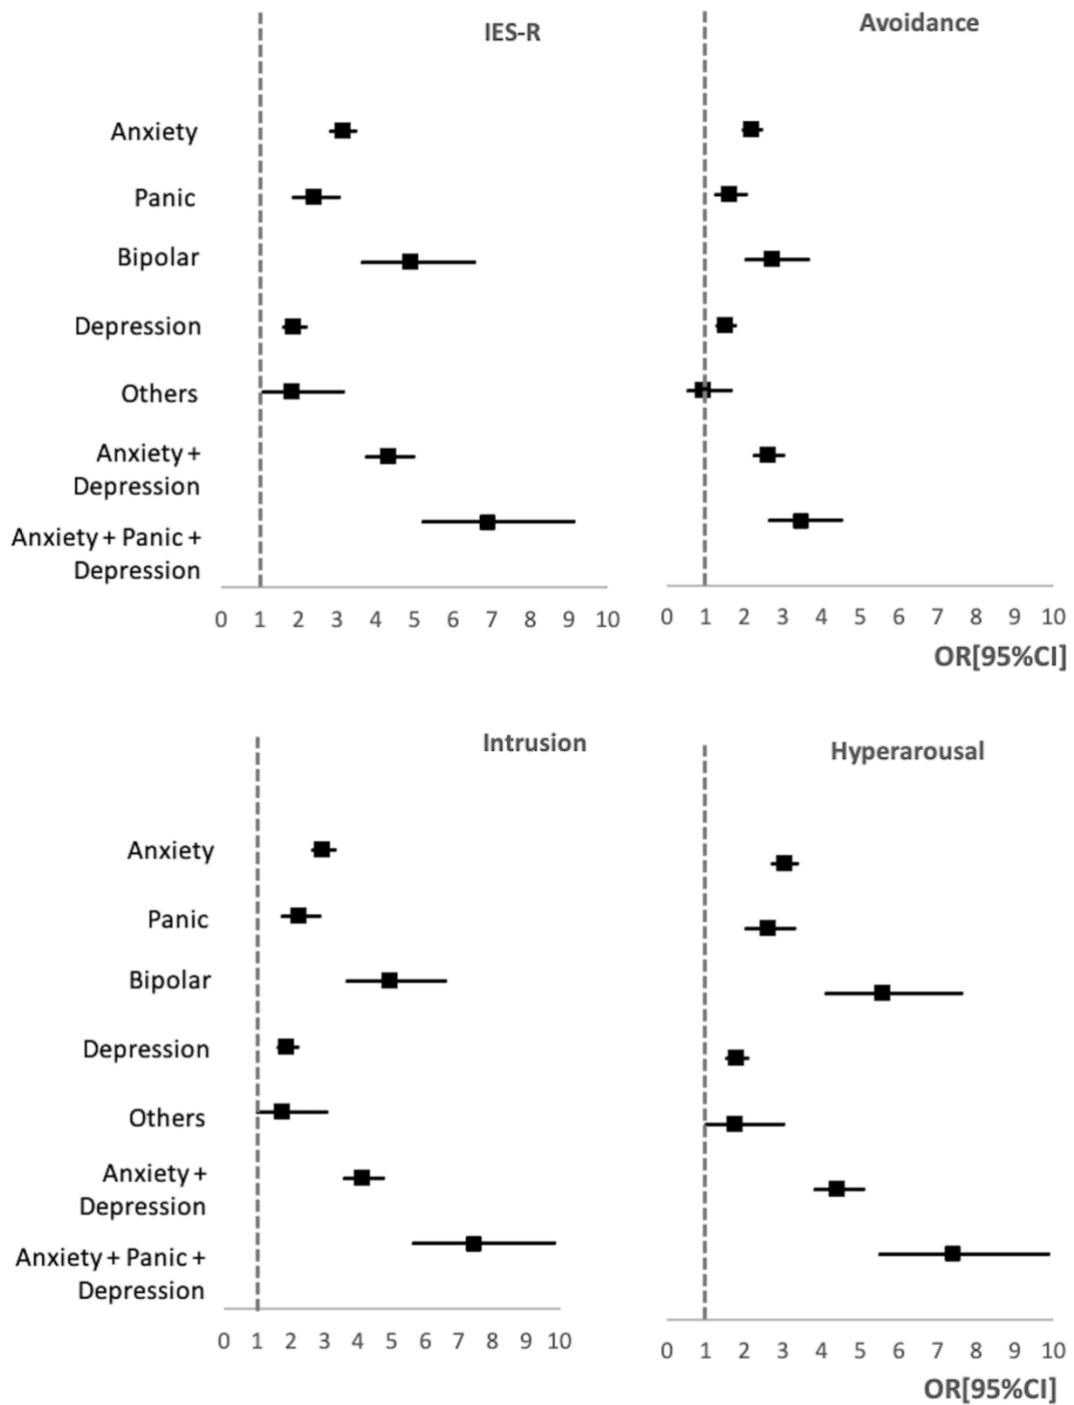 IES-R
Anxiety
Panic
Bipolar
Depression
Others
Anxiety +
Depression
Anxiety + Panic +
Depression
0 1 2 3 4 5 6 7 8 9 10
Avoidance
0 1 2 3 4 5 6 7 8 9 10
OR[95%CI]
Intrusion
Anxiety
Panic
Bipolar
Depression
Others
Anxiety +
Depression
Anxiety + Panic +
Depression
0 1 2 3 4 5 6 7 8 9 10
Hyperarousal
0 1 2 3 4 5 6 7 8 9 10
OR[95%CI]